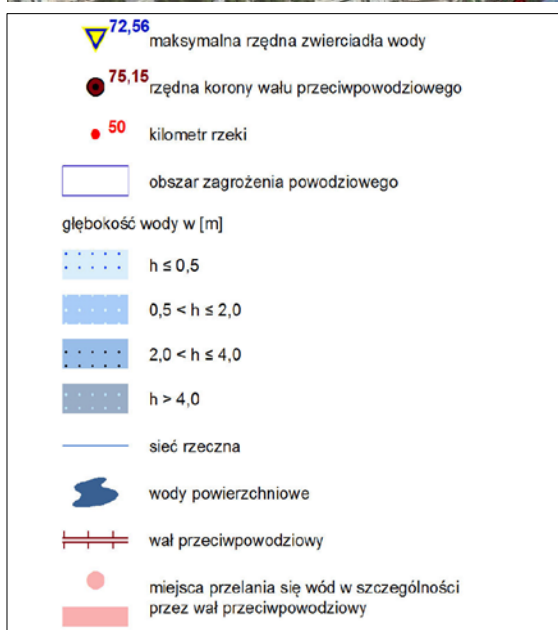 72,56 maksymalna rzędna zwierciadła wody
75,15 rzędna korony wału przeciwpowodziowego
50 kilometr rzeki
obszar zagrożenia powodziowego
głębokość wody w [m]
h ≤ 0,5
0,5 < h ≤ 2,0
2,0 < h ≤ 4,0
h > 4,0
sieć rzeczna
wody powierzchniowe
wał przeciwpowodziowy
miejsca przelania się wód w szczególności
przez wał przeciwpowodziowy